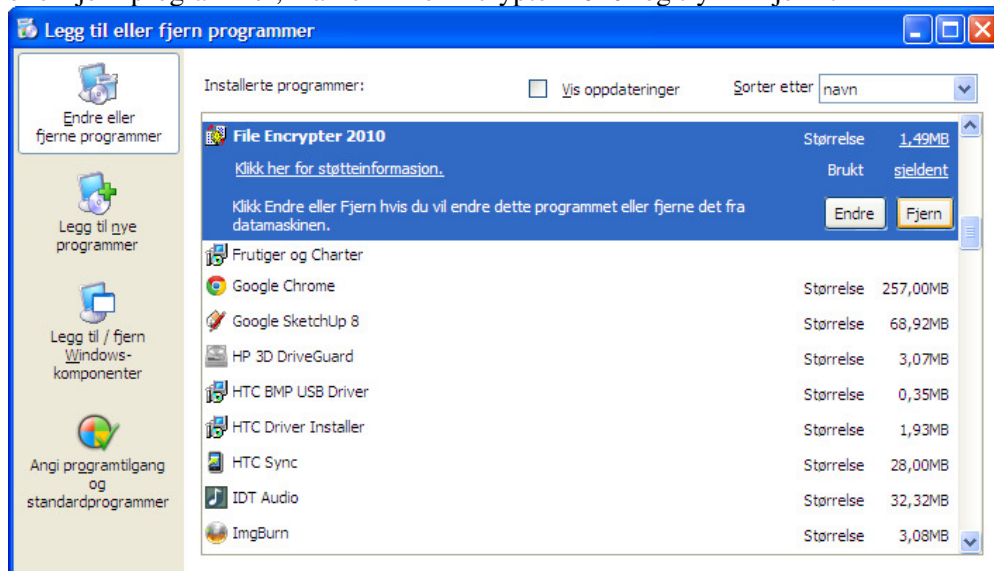 Legg til eller fjern programmer
Endre eller
fjerne programmer
Legg til nye
programmer
Legg til / fjern
Windows-
komponenter
Angi programtilgang
og
standardprogrammer
Installerte programmer:
Vis oppdateringer
Sorter etter navn
File Encrypter 2010 Størrelse 1,49MB
Klikk her for støtteinformasjon. Brukt sjeldent
Klikk Endre eller Fjern hvis du vil endre dette programmet eller fjerne det fra
datamaskinen.
Endre Fjern
Frutiger og Charter
Google Chrome Størrelse 257,00MB
Google SketchUp 8 Størrelse 68,92MB
HP 3D DriveGuard Størrelse 3,07MB
HTC BMP USB Driver Størrelse 0,35MB
HTC Driver Installer Størrelse 1,93MB
HTC Sync Størrelse 28,00MB
IDT Audio Størrelse 32,32MB
ImgBurn Størrelse 3,08MB